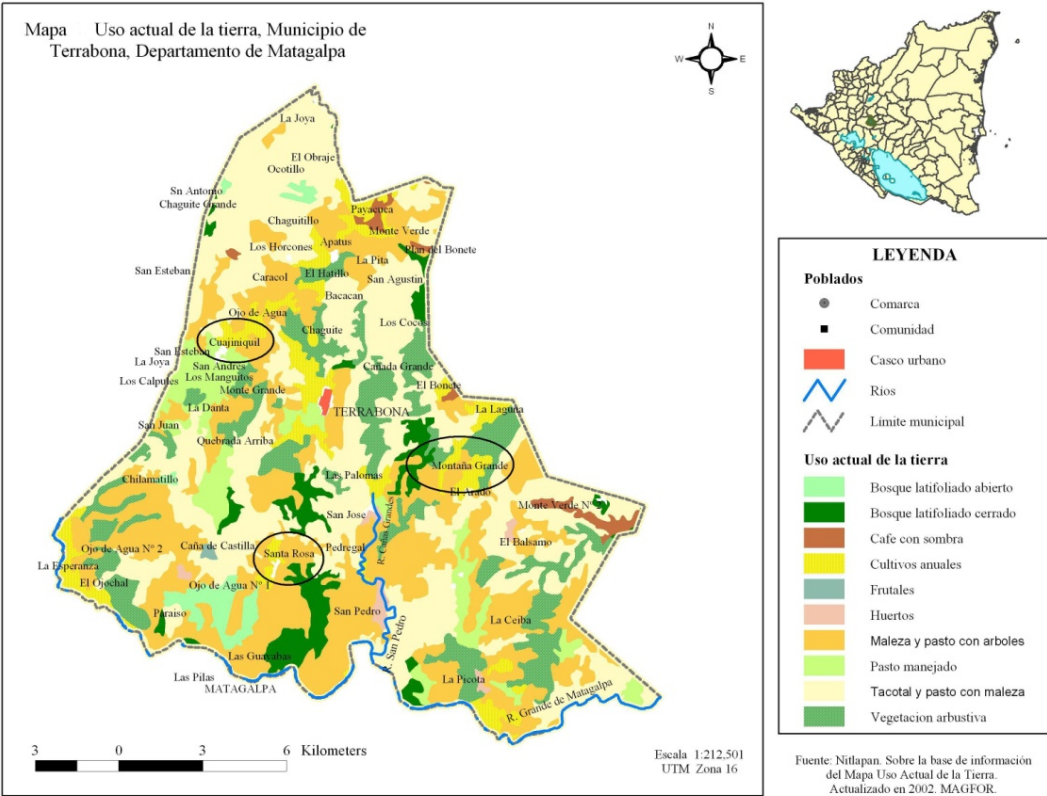 Mapa Uso actual de la tierra, Municipio de
Terrabona, Departamento de Matagalpa
N
W E
S
La Joya
El Obraje
Ocotillo
Sn Antonio
Chaguite Grande
Payacuca
Chaguitillo
Monte Verde
Apatus
Los Horcones
Plan del Bonete
La Pita
San Esteban
El Hatillo
Caracol
San Agustin
Bacacan
Ojo de Agua
Los Cocos
Chaguite
Cuajiniquil
San Esteban
La Joya
San Andres
Cañada Grande
Los Calputes
Los Manguitos
Monte Grande
El Bonete
La Danta
TERRABONA
La Laguna
San Juan
Quebrada Arriba
Montaña Grande
Chilamatillo
Las Palomas
El Arado
Monte Verde Nº 2
San Jose
R. Cañas Grandes
El Balsamo
Ojo de Agua Nº 2
Caña de Castilla
Santa Rosa
Pedregal
La Esperanza
El Ojochal
Ojo de Agua Nº 1
Paraiso
San Pedro
La Ceiba
R. San Pedro
Las Guayabas
Las Pilas
La Picota
MATAGALPA
R. Grande de Matagalpa
3 0 3 6 Kilometers
Escala 1:212,501
UTM Zona 16
LEYENDA
Poblados
Comarca
Comunidad
Casco urbano
Ríos
Límite municipal
Uso actual de la tierra
Bosque latifoliado abierto
Bosque latifoliado cerrado
Cafe con sombra
Cultivos anuales
Frutales
Huertos
Maleza y pasto con arboles
Pasto manejado
Tacotal y pasto con maleza
Vegetacion arbustiva
Fuente: Nitlapan. Sobre la base de información
del Mapa Uso Actual de la Tierra.
Actualizado en 2002. MAGFOR.